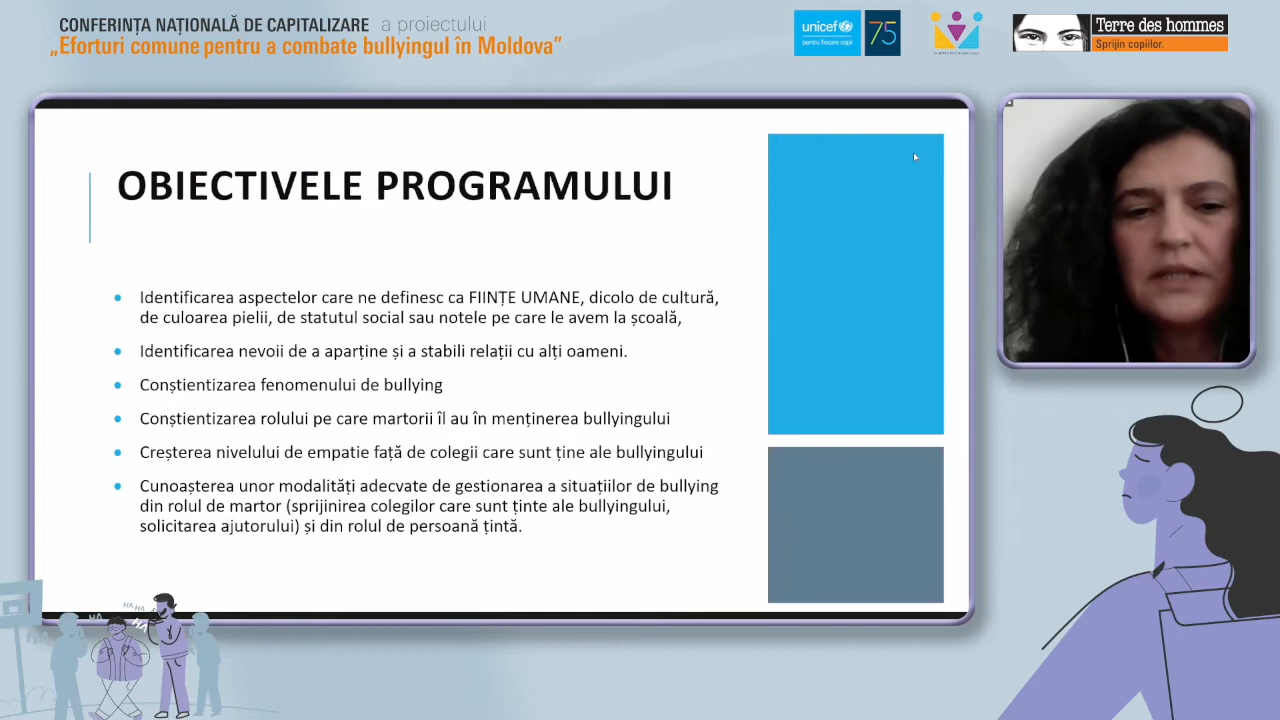 CONFERINȚA NAȚIONALĂ DE CAPITALIZARE a proiectului
„Eforturi comune pentru a combate bullyingul în Moldova”
unicef
pentru fiecare copil
75
Terre des hommes
Sprijin copiilor.
OBIECTIVELE PROGRAMULUI
• Identificarea aspectelor care ne definesc ca FIINȚE UMANE, dicolo de cultură,
de culoarea pielii, de statutul social sau notele pe care le avem la școală,
• Identificarea nevoii de a aparține și a stabili relații cu alți oameni.
• Conștientizarea fenomenului de bullying
• Conștientizarea rolului pe care martorii îl au în menținerea bullyingului
• Creșterea nivelului de empatie față de colegii care sunt ține ale bullyingului
• Cunoașterea unor modalități adecvate de gestionarea a situațiilor de bullying
din rolul de martor (sprijinirea colegilor care sunt ținte ale bullyingului,
solicitarea ajutorului) și din rolul de persoană țintă.
HA HA
HA
HA
HA